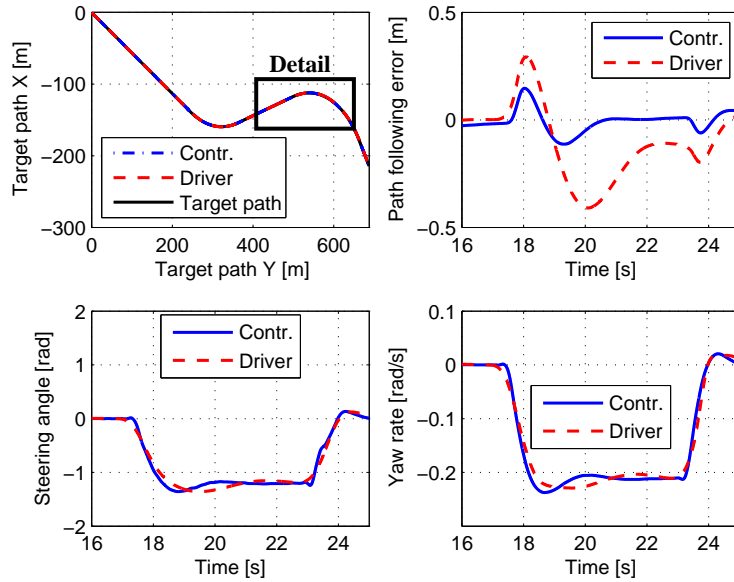 Target path X [m]
0
−100
−200
−300
Detail
Contr.
Driver
Target path
0
200
400
600
Target path Y [m]
Path following error [m]
0.5
0
−0.5
Contr.
Driver
16
18
20
22
24
Time [s]
Steering angle [rad]
2
1
0
−1
−2
Contr.
Driver
16
18
20
22
24
Time [s]
Yaw rate [rad/s]
0.1
0
−0.1
−0.2
Contr.
Driver
16
18
20
22
24
Time [s]